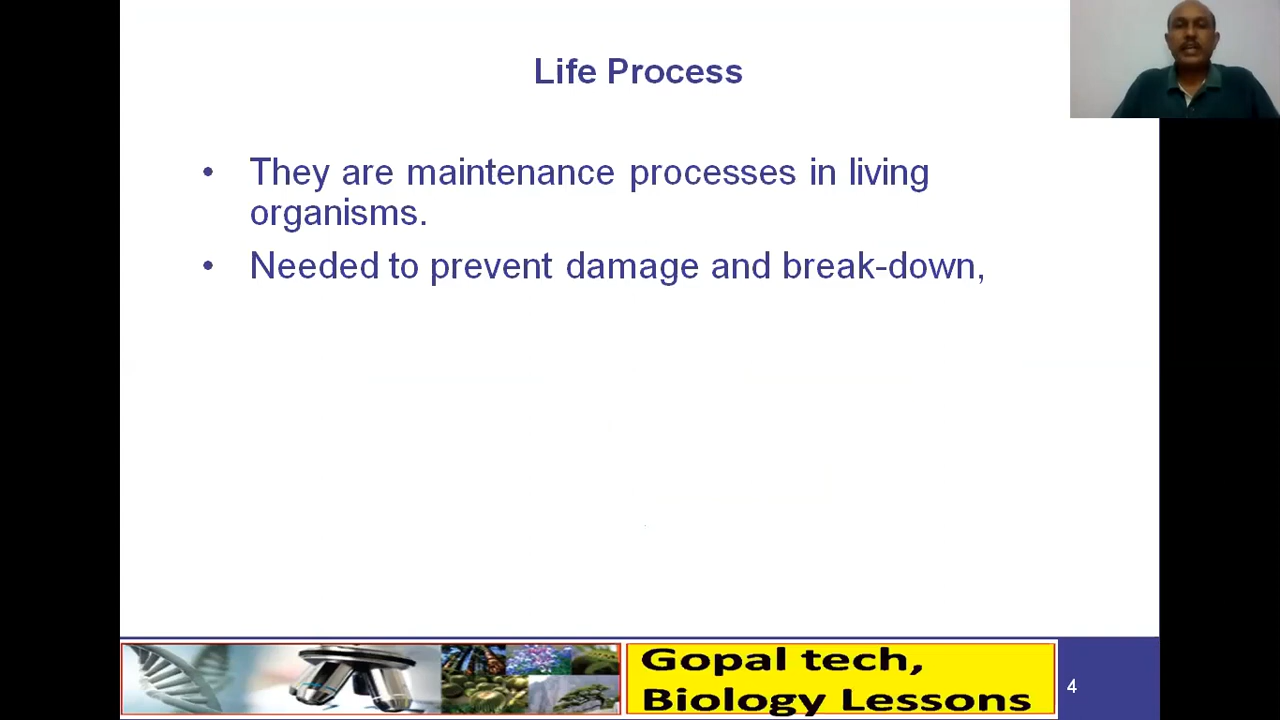 Life Process
• They are maintenance processes in living
organisms.
• Needed to prevent damage and break-down,
Gopal tech,
Biology Lessons
4